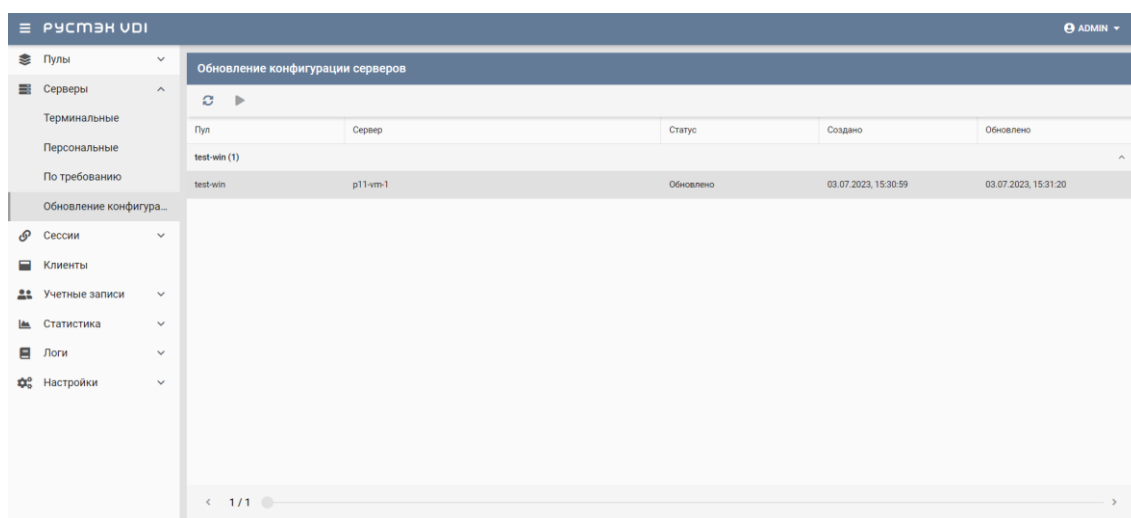 РУСТЭК VDI
ADMIN
Пулы
Серверы
Терминальные
Персональные
По требованию
Обновление конфигура...
Сессии
Клиенты
Учетные записи
Статистика
Логи
Настройки
Обновление конфигурации серверов
Пул Сервер Статус Создано Обновлено
test-win (1)
test-win p11-vm-1 Обновлено 03.07.2023, 15:30:59 03.07.2023, 15:31:20
1 / 1